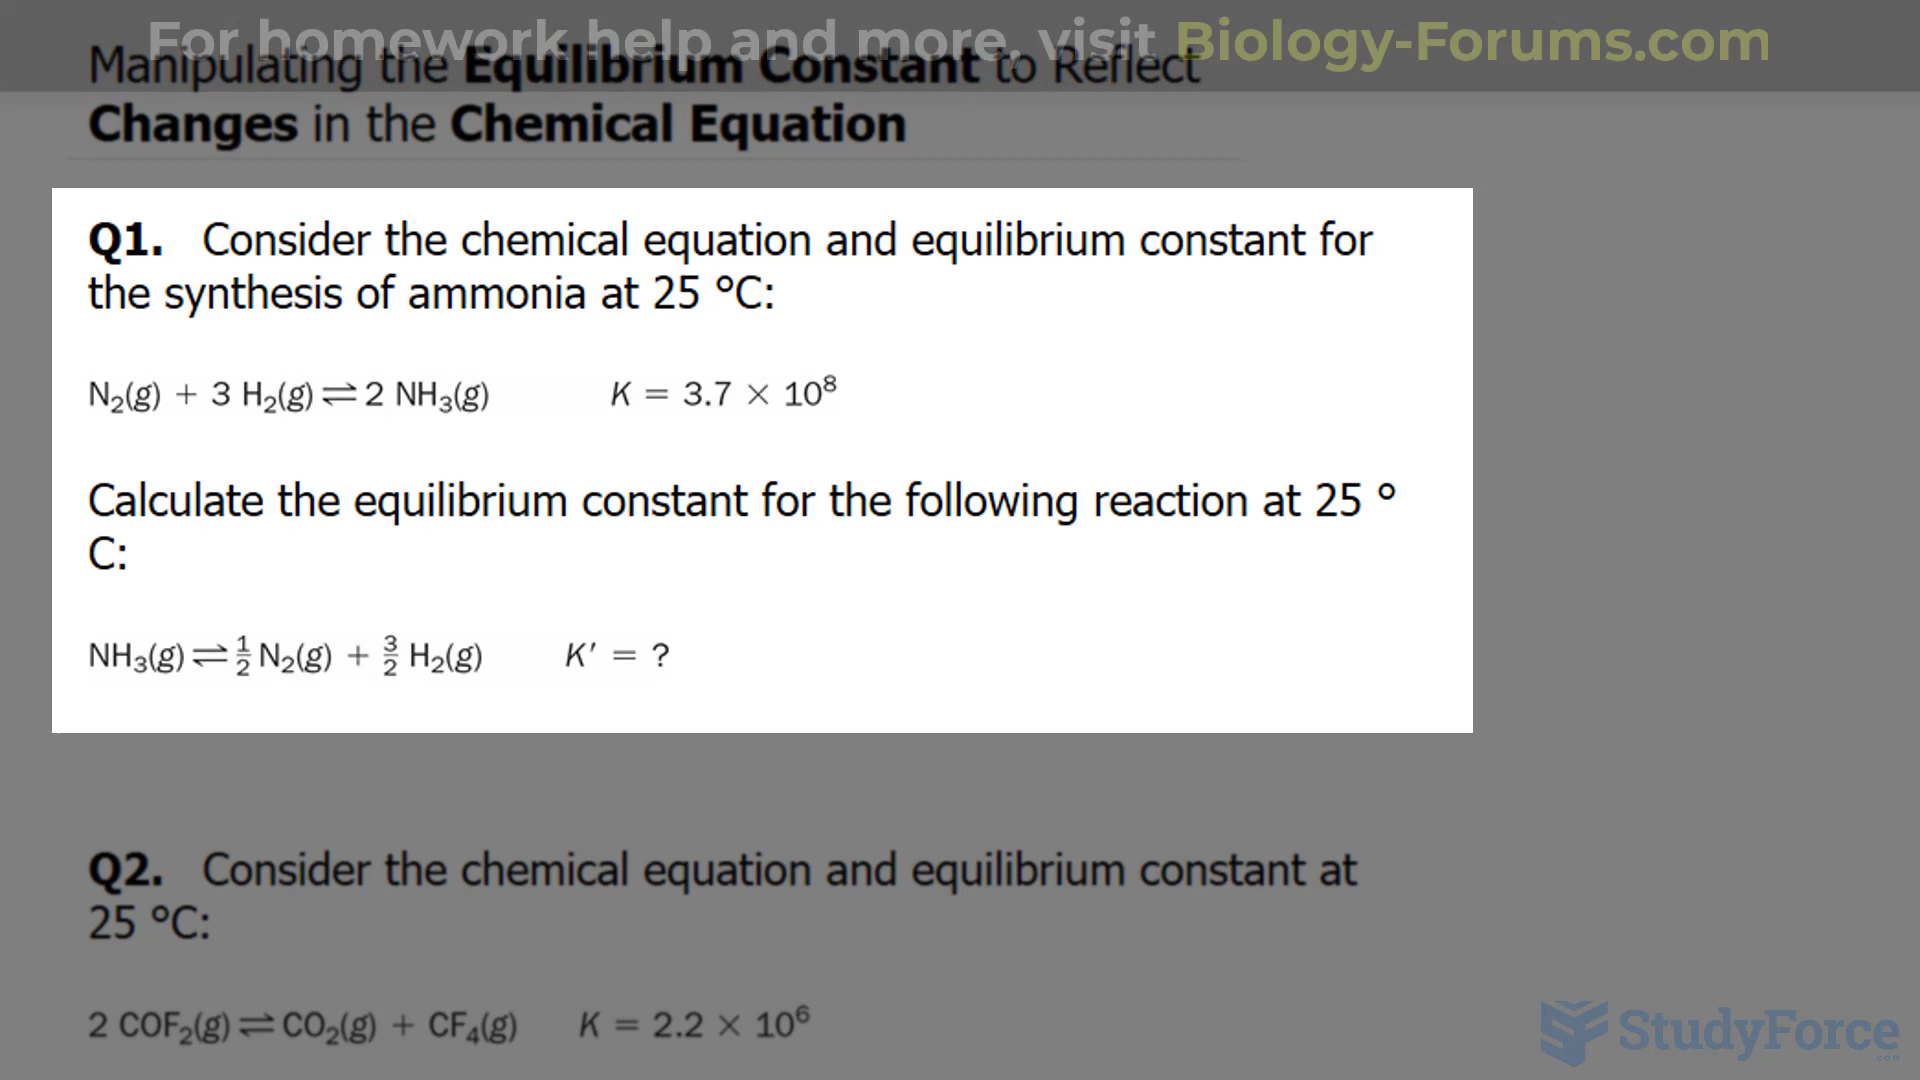 For homework help and more, visit Biology-Forums.com
Manipulating the Equilibrium Constant to Reflect
Changes in the Chemical Equation
Q1. Consider the chemical equation and equilibrium constant for
the synthesis of ammonia at 25 °C:
N₂(g) + 3 H₂(g) ⇌ 2 NH₃(g) K = 3.7 × 10⁸
Calculate the equilibrium constant for the following reaction at 25 °
C:
NH₃(g) ⇌ ½ N₂(g) + 3/2 H₂(g) K′ = ?
Q2. Consider the chemical equation and equilibrium constant at
25 °C:
2 COF₂(g) ⇌ CO₂(g) + CF₄(g) K = 2.2 × 10⁶
StudyForce
.COM